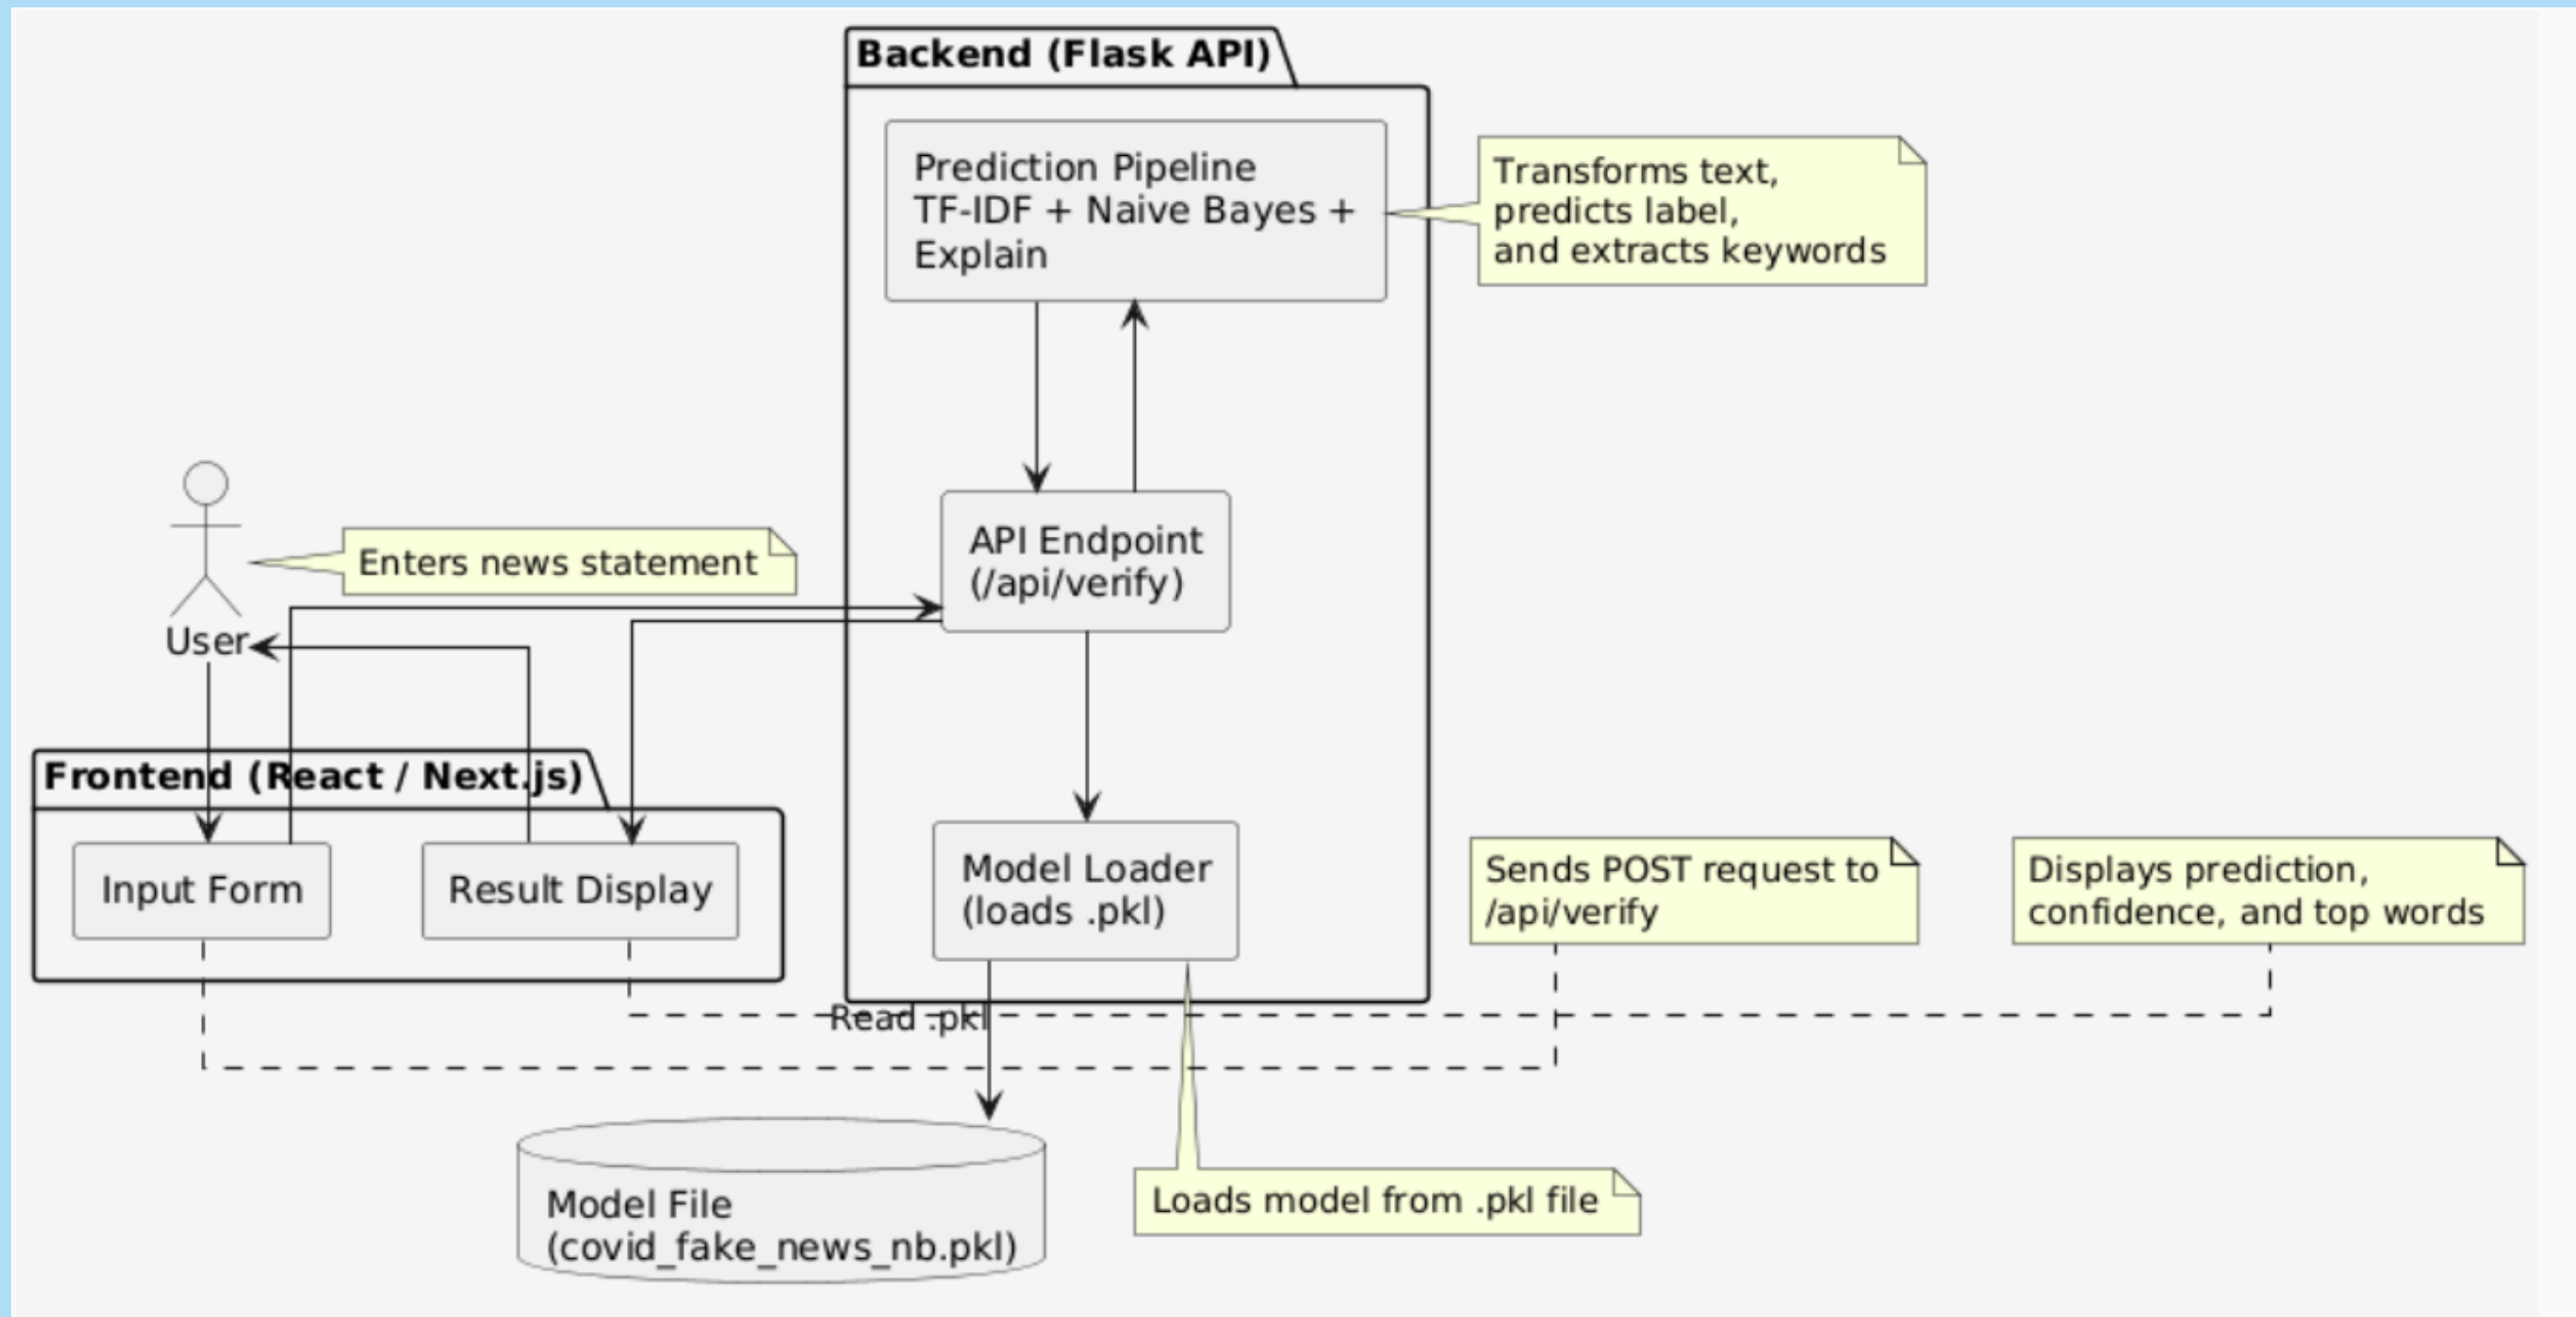 Backend (Flask API)
Prediction Pipeline
TF-IDF + Naive Bayes +
Explain
Transforms text,
predicts label,
and extracts keywords
API Endpoint
(/api/verify)
Enters news statement
User
Frontend (React / Next.js)
Input Form
Result Display
Model Loader
(loads .pkl)
Sends POST request to
/api/verify
Displays prediction,
confidence, and top words
Read .pkl
Model File
(covid_fake_news_nb.pkl)
Loads model from .pkl file